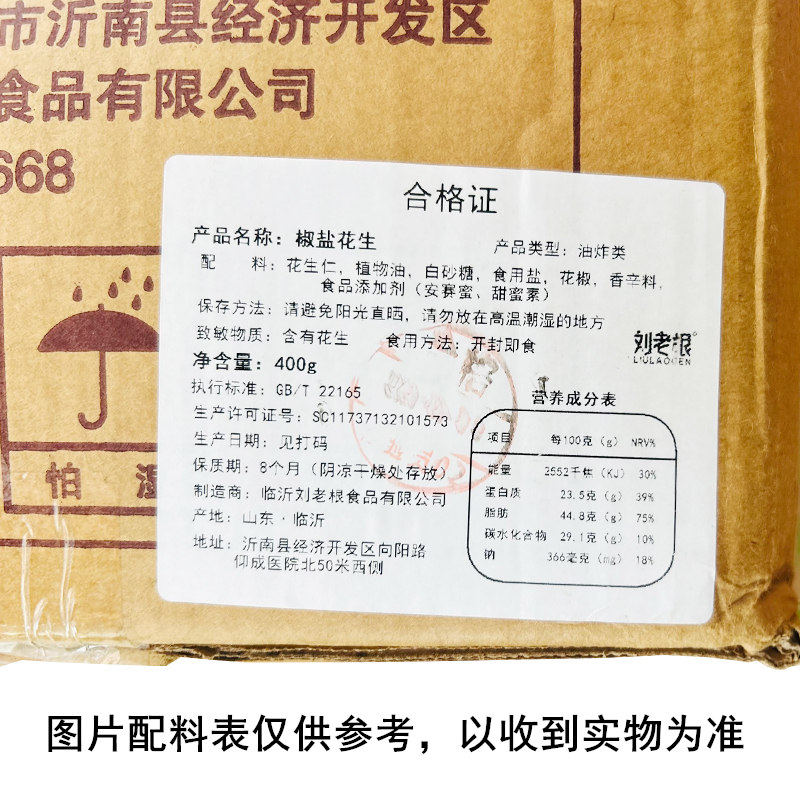 市沂南县经济开发区
食品有限公司
668
合格证
产品名称：椒盐花生 产品类型：油炸类
配 料：花生仁，植物油，白砂糖，食用盐，花椒，香辛料，
食品添加剂（安赛蜜、甜蜜素）
保存方法：请避免阳光直晒，请勿放在高温潮湿的地方
致敏物质：含有花生 食用方法：开封即食
刘老根
LIULAOGEN
净含量：400g
执行标准：GB/T 22165
生产许可证号：SC11737132101573
生产日期：见打码
保质期：8个月（阴凉干燥处存放）
制造商：临沂刘老根食品有限公司
产地：山东·临沂
地址：沂南县经济开发区向阳路
仰成医院北50米西侧
营养成分表
项目 每100克（g） NRV%
能量 2552千焦（KJ） 30%
蛋白质 23.5克（g） 39%
脂肪 44.8克（g） 75%
碳水化合物 29.1克（g） 10%
钠 366毫克（mg） 18%
怕 湿
图片配料表仅供参考，以收到实物为准